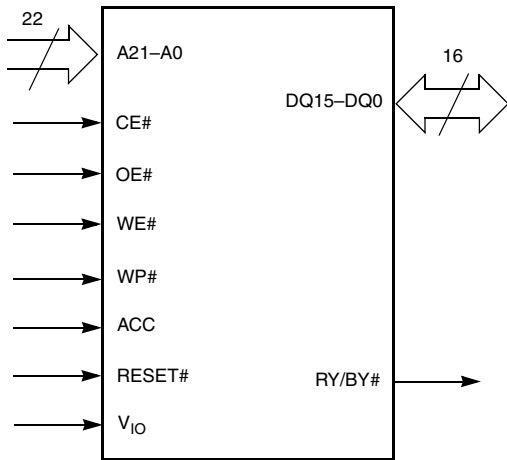 22
A21–A0
16
DQ15–DQ0
CE#
OE#
WE#
WP#
ACC
RESET#
RY/BY#
VIO